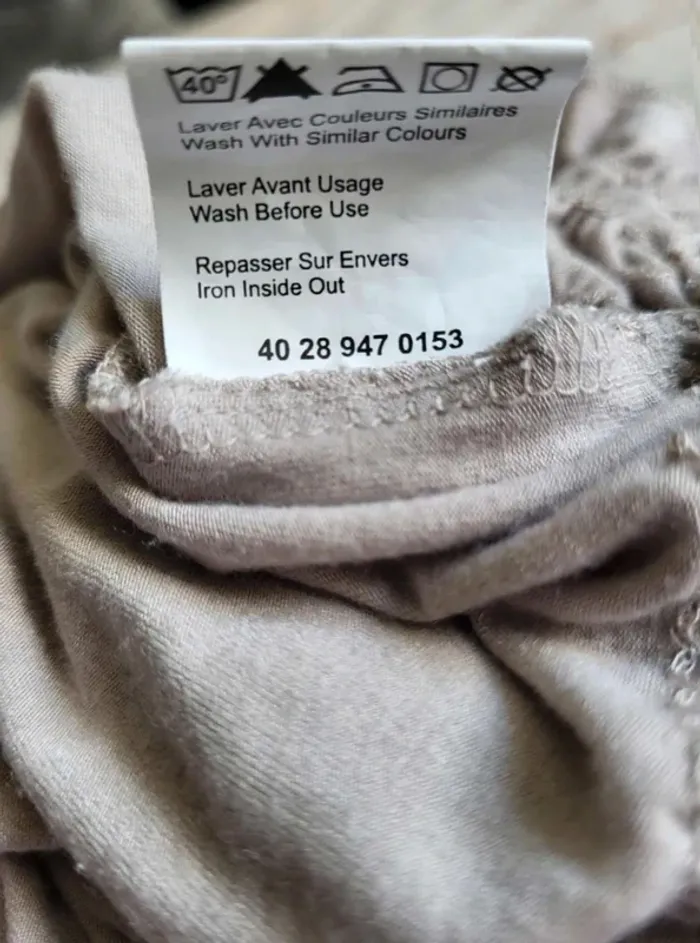 40°
Laver Avec Couleurs Similaires
Wash With Similar Colours
Laver Avant Usage
Wash Before Use
Repasser Sur Envers
Iron Inside Out
40 28 947 0153